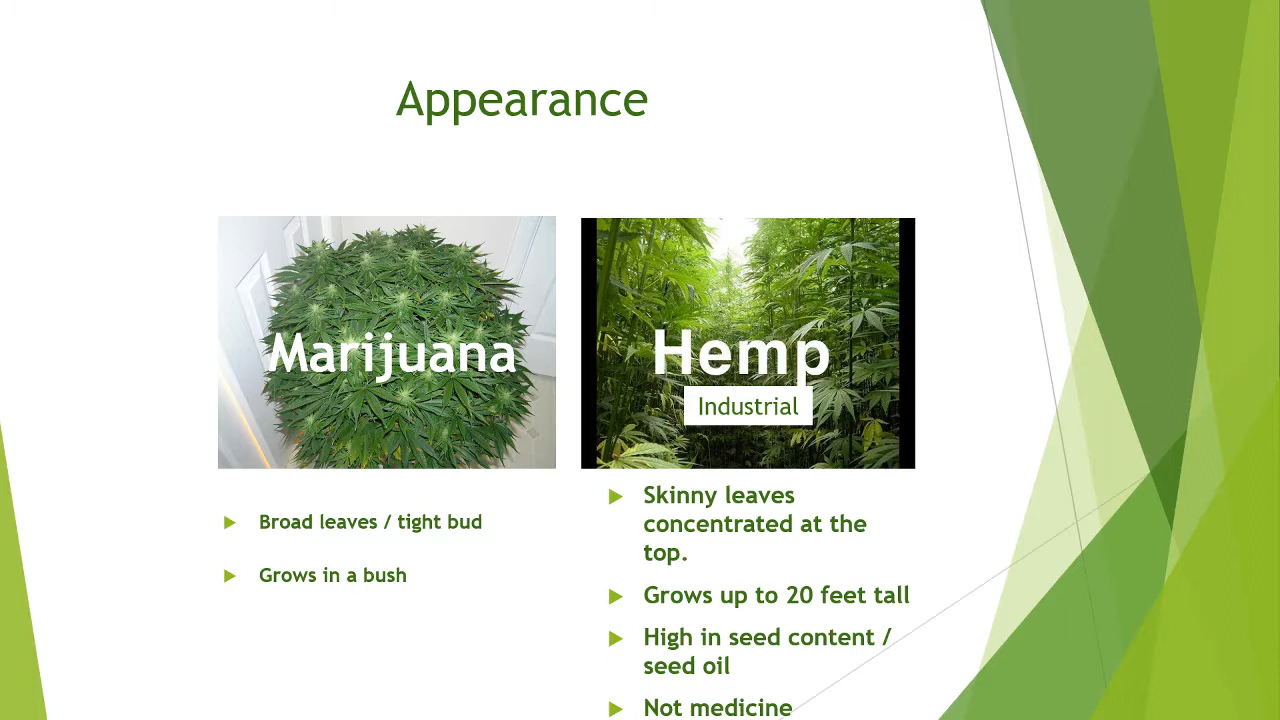 Appearance
Marijuana
Hemp
Industrial
Broad leaves / tight bud
Grows in a bush
Skinny leaves
concentrated at the
top.
Grows up to 20 feet tall
High in seed content /
seed oil
Not medicine